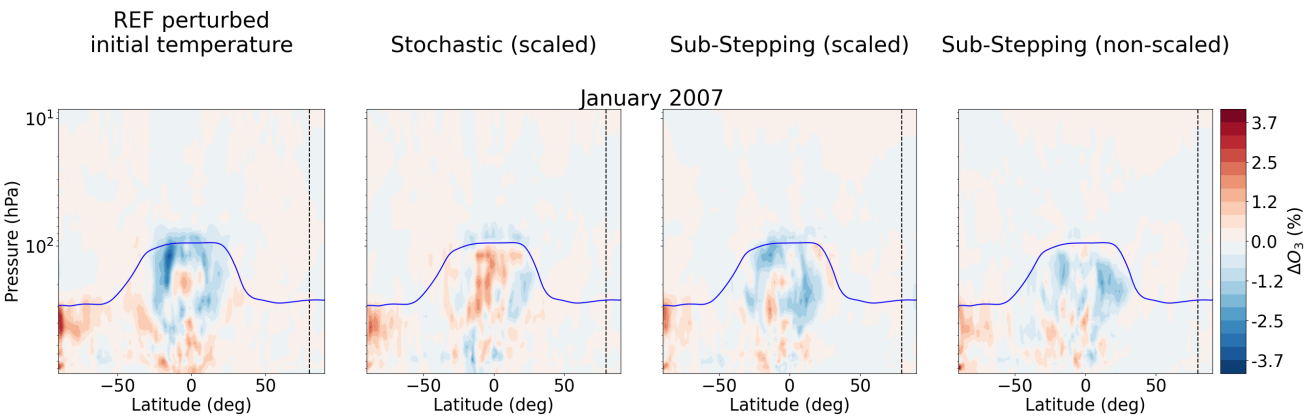 REF perturbed
initial temperature
Stochastic (scaled)
Sub-Stepping (scaled)
Sub-Stepping (non-scaled)
January 2007
Pressure (hPa)
10¹
10²
−50 0 50
Latitude (deg)
−50 0 50
Latitude (deg)
−50 0 50
Latitude (deg)
−50 0 50
Latitude (deg)
3.7
2.5
1.2
0.0
-1.2
-2.5
-3.7
ΔO₃ (%)